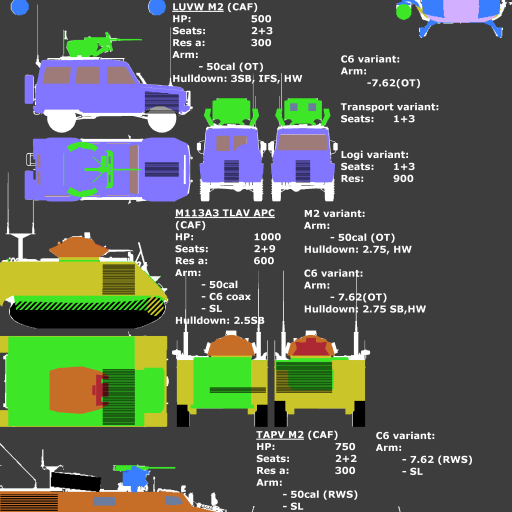 LUVW M2 (CAF)
HP: 500
Seats: 2+3
Res a: 300
Arm:
- 50cal (OT)
Hulldown: 3SB, IFS, HW
C6 variant:
Arm:
-7.62(OT)
Transport variant:
Seats: 1+3
Logi variant:
Seats: 1+3
Res: 900
M113A3 TLAV APC
(CAF)
HP: 1000
Seats: 2+9
Res a: 600
Arm:
- 50cal
- C6 coax
- SL
Hulldown: 2.5SB
M2 variant:
Arm:
- 50cal (OT)
Hulldown: 2.75, HW
C6 variant:
Arm:
- 7.62(OT)
Hulldown: 2.75 SB,HW
TAPV M2 (CAF)
HP: 750
Seats: 2+2
Res a: 300
Arm:
- 50cal (RWS)
- SL
C6 variant:
Arm:
- 7.62 (RWS)
- SL